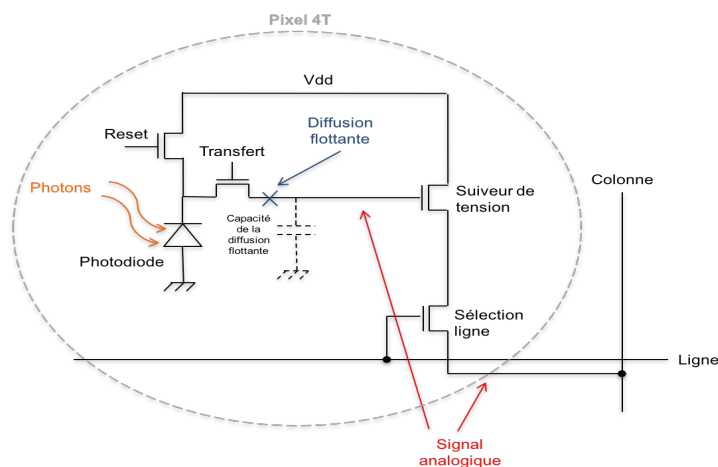 Pixel 4T
Vdd
Reset
Diffusion
flottante
Transfert
Photons
Colonne
Suiveur de
tension
Capacité
de la
diffusion
flottante
Photodiode
Sélection
ligne
Ligne
Signal
analogique